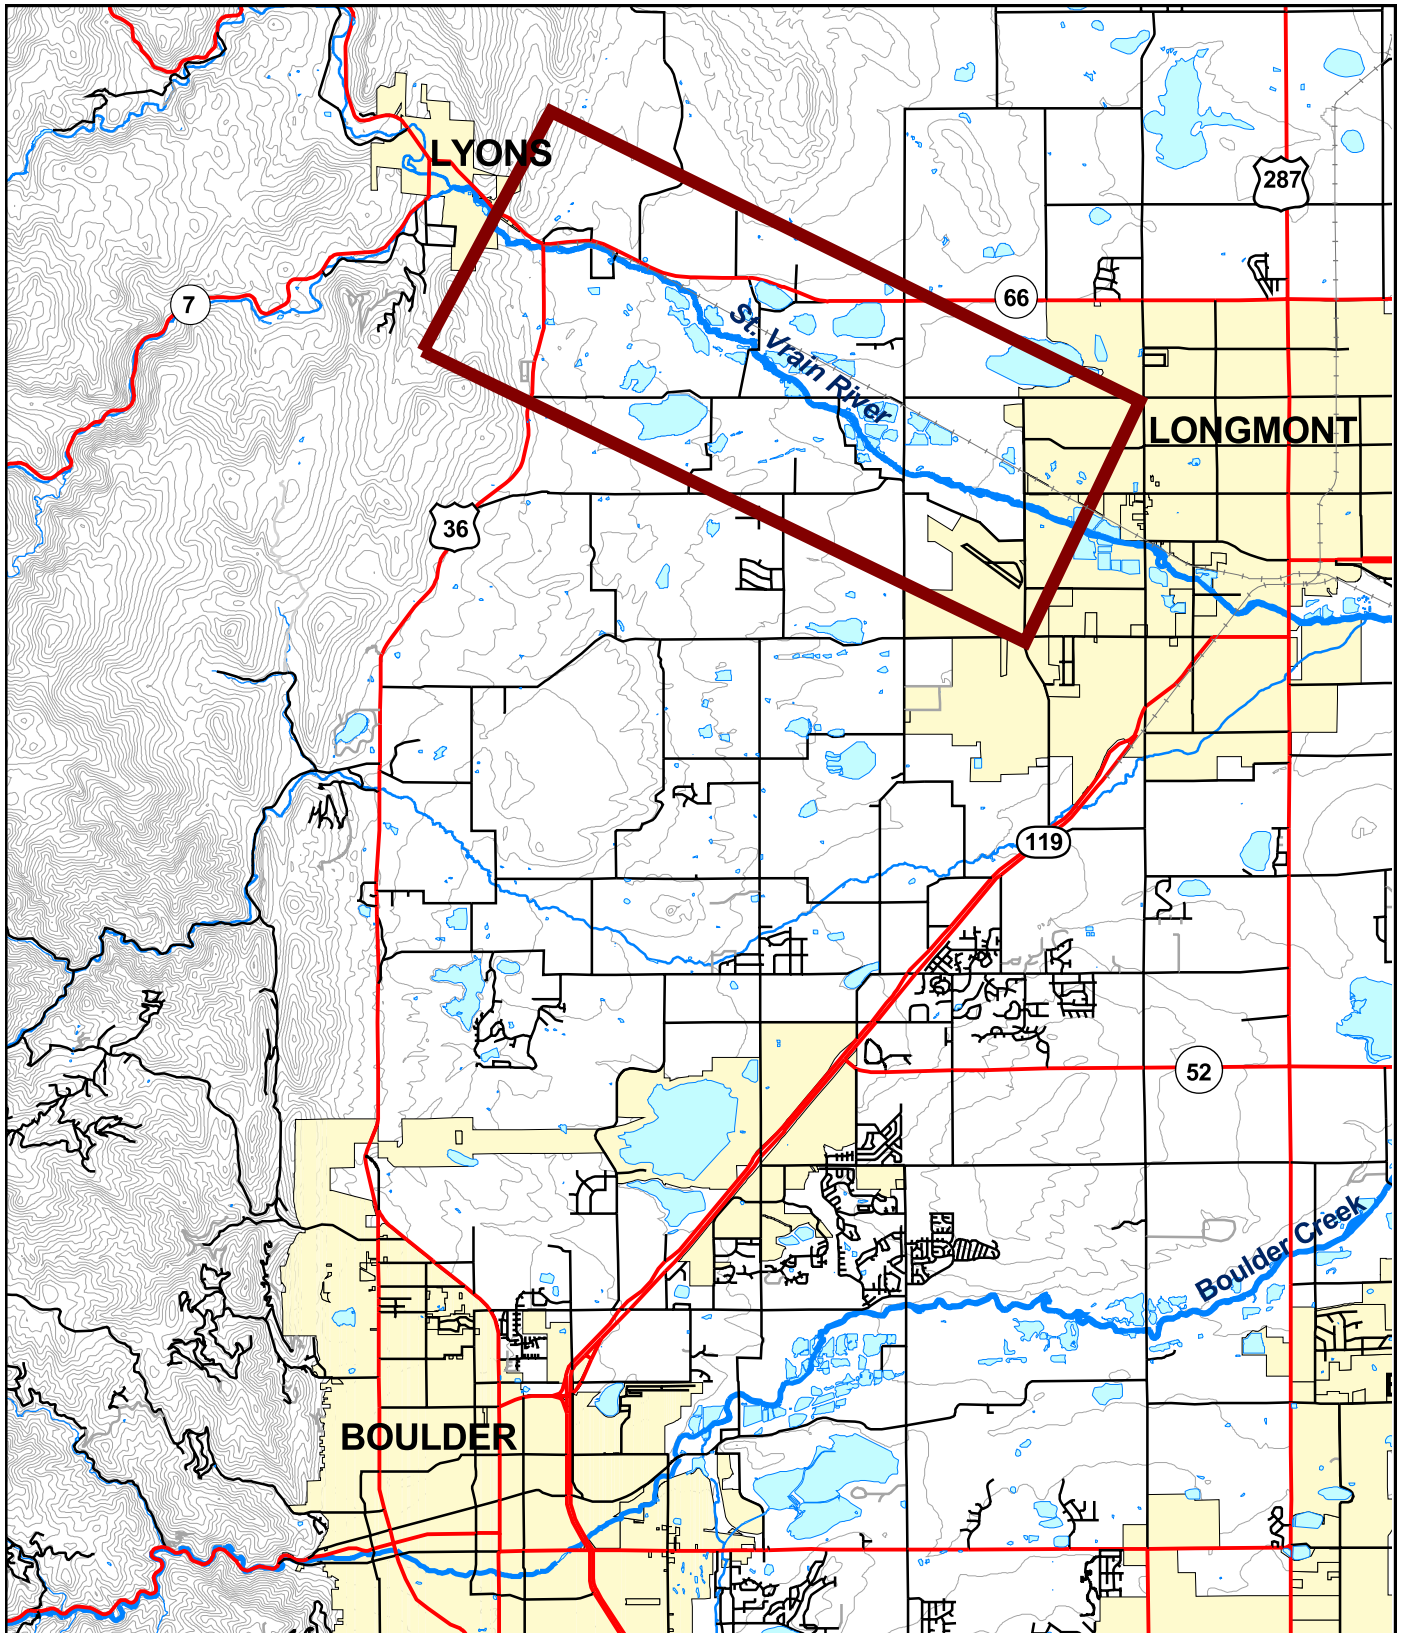 LYONS
287
7
66
St. Vrain River
LONGMONT
36
119
52
Boulder Creek
BOULDER